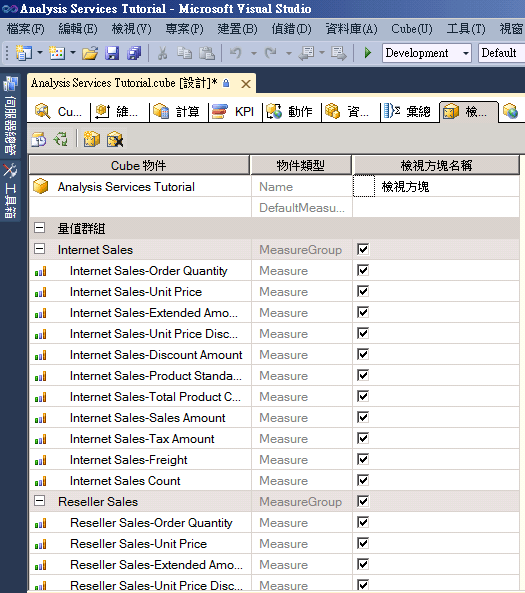 Analysis Services Tutorial - Microsoft Visual Studio
檔案(F) 編輯(E) 檢視(V) 專案(P) 建置(B) 偵錯(D) 資料庫(A) Cube(U) 工具(T) 視窗
Development Default
Analysis Services Tutorial.cube [設計]*
Cu... 維... 計算 KPI 動作 資... 彙總 檢...
伺服器總管
工具箱
Cube 物件 物件類型 檢視方塊名稱
Analysis Services Tutorial Name 檢視方塊
DefaultMeasu...
量值群組
Internet Sales MeasureGroup
Internet Sales-Order Quantity Measure
Internet Sales-Unit Price Measure
Internet Sales-Extended Amo... Measure
Internet Sales-Unit Price Disc... Measure
Internet Sales-Discount Amount Measure
Internet Sales-Product Standa... Measure
Internet Sales-Total Product C... Measure
Internet Sales-Sales Amount Measure
Internet Sales-Tax Amount Measure
Internet Sales-Freight Measure
Internet Sales Count Measure
Reseller Sales MeasureGroup
Reseller Sales-Order Quantity Measure
Reseller Sales-Unit Price Measure
Reseller Sales-Extended Amo... Measure
Reseller Sales-Unit Price Disc... Measure